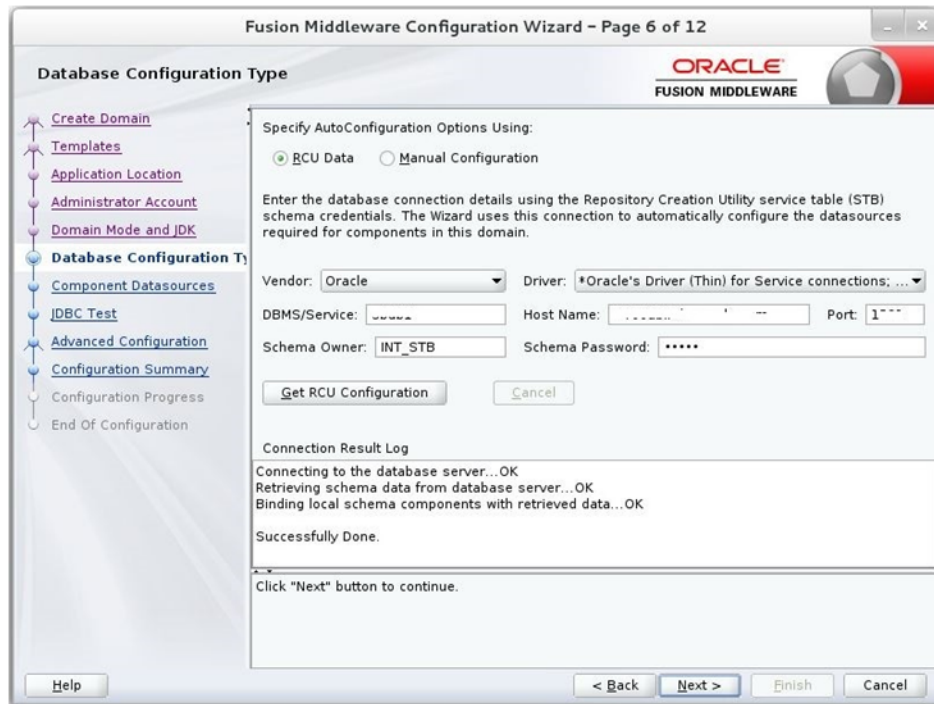 Fusion Middleware Configuration Wizard – Page 6 of 12
Database Configuration Type
ORACLE
FUSION MIDDLEWARE
Create Domain
Templates
Application Location
Administrator Account
Domain Mode and JDK
Database Configuration Ty
Component Datasources
JDBC Test
Advanced Configuration
Configuration Summary
Configuration Progress
End Of Configuration
Specify AutoConfiguration Options Using:
RCU Data Manual Configuration
Enter the database connection details using the Repository Creation Utility service table (STB)
schema credentials. The Wizard uses this connection to automatically configure the datasources
required for components in this domain.
Vendor: Oracle Driver: *Oracle's Driver (Thin) for Service connections; ...
DBMS/Service: Host Name: Port:
Schema Owner: INT_STB Schema Password: •••••
Get RCU Configuration Cancel
Connection Result Log
Connecting to the database server...OK
Retrieving schema data from database server...OK
Binding local schema components with retrieved data...OK
Successfully Done.
Click "Next" button to continue.
Help < Back Next > Finish Cancel